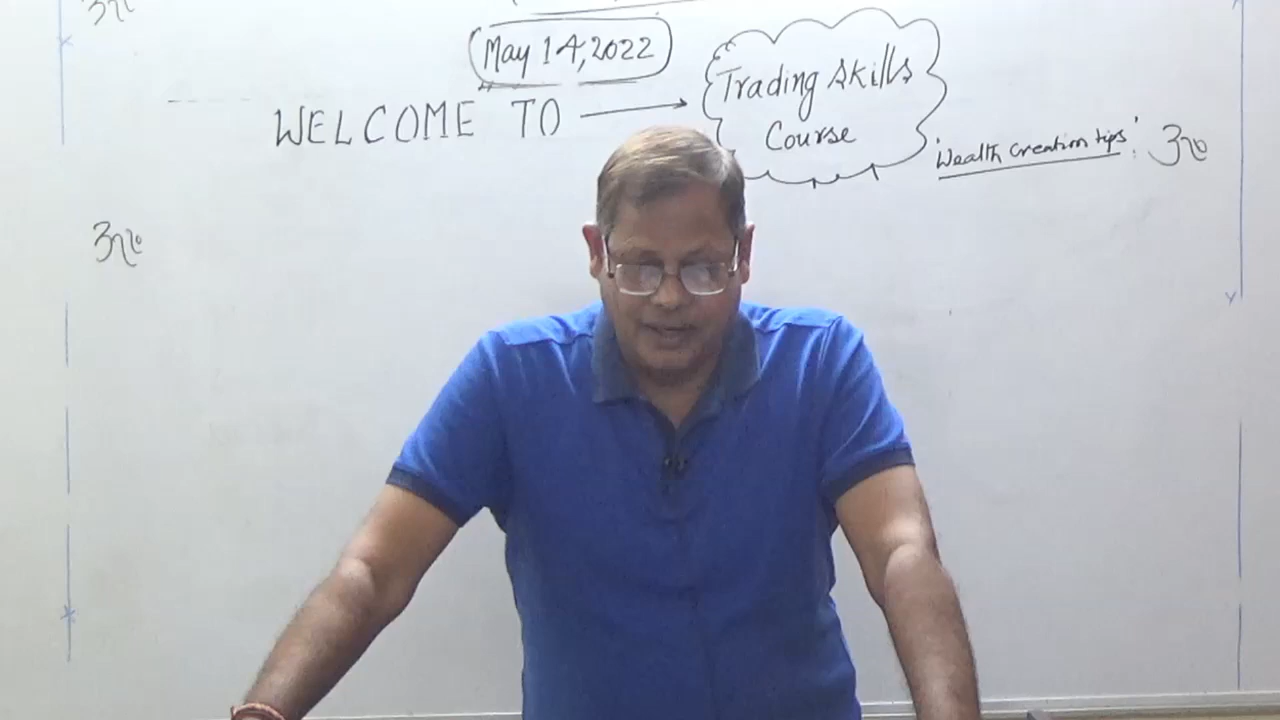 May 14, 2022
WELCOME TO → Trading Skills
Course
'Wealth Creation tips'